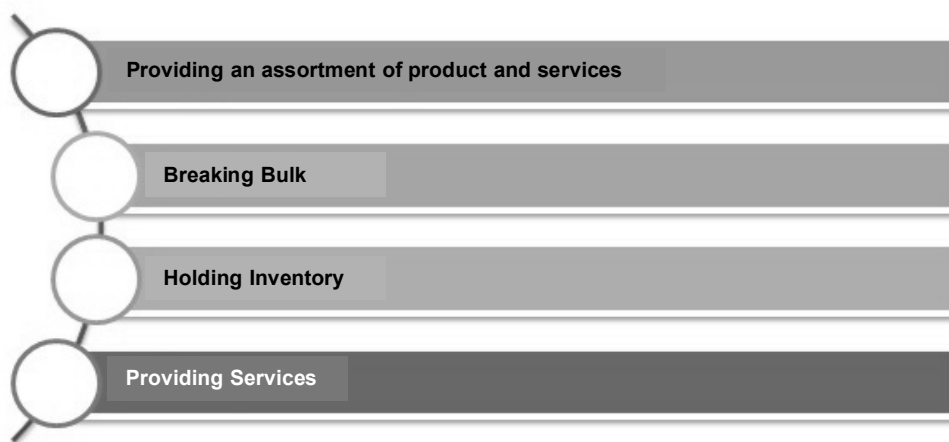 Providing an assortment of product and services
Breaking Bulk
Holding Inventory
Providing Services